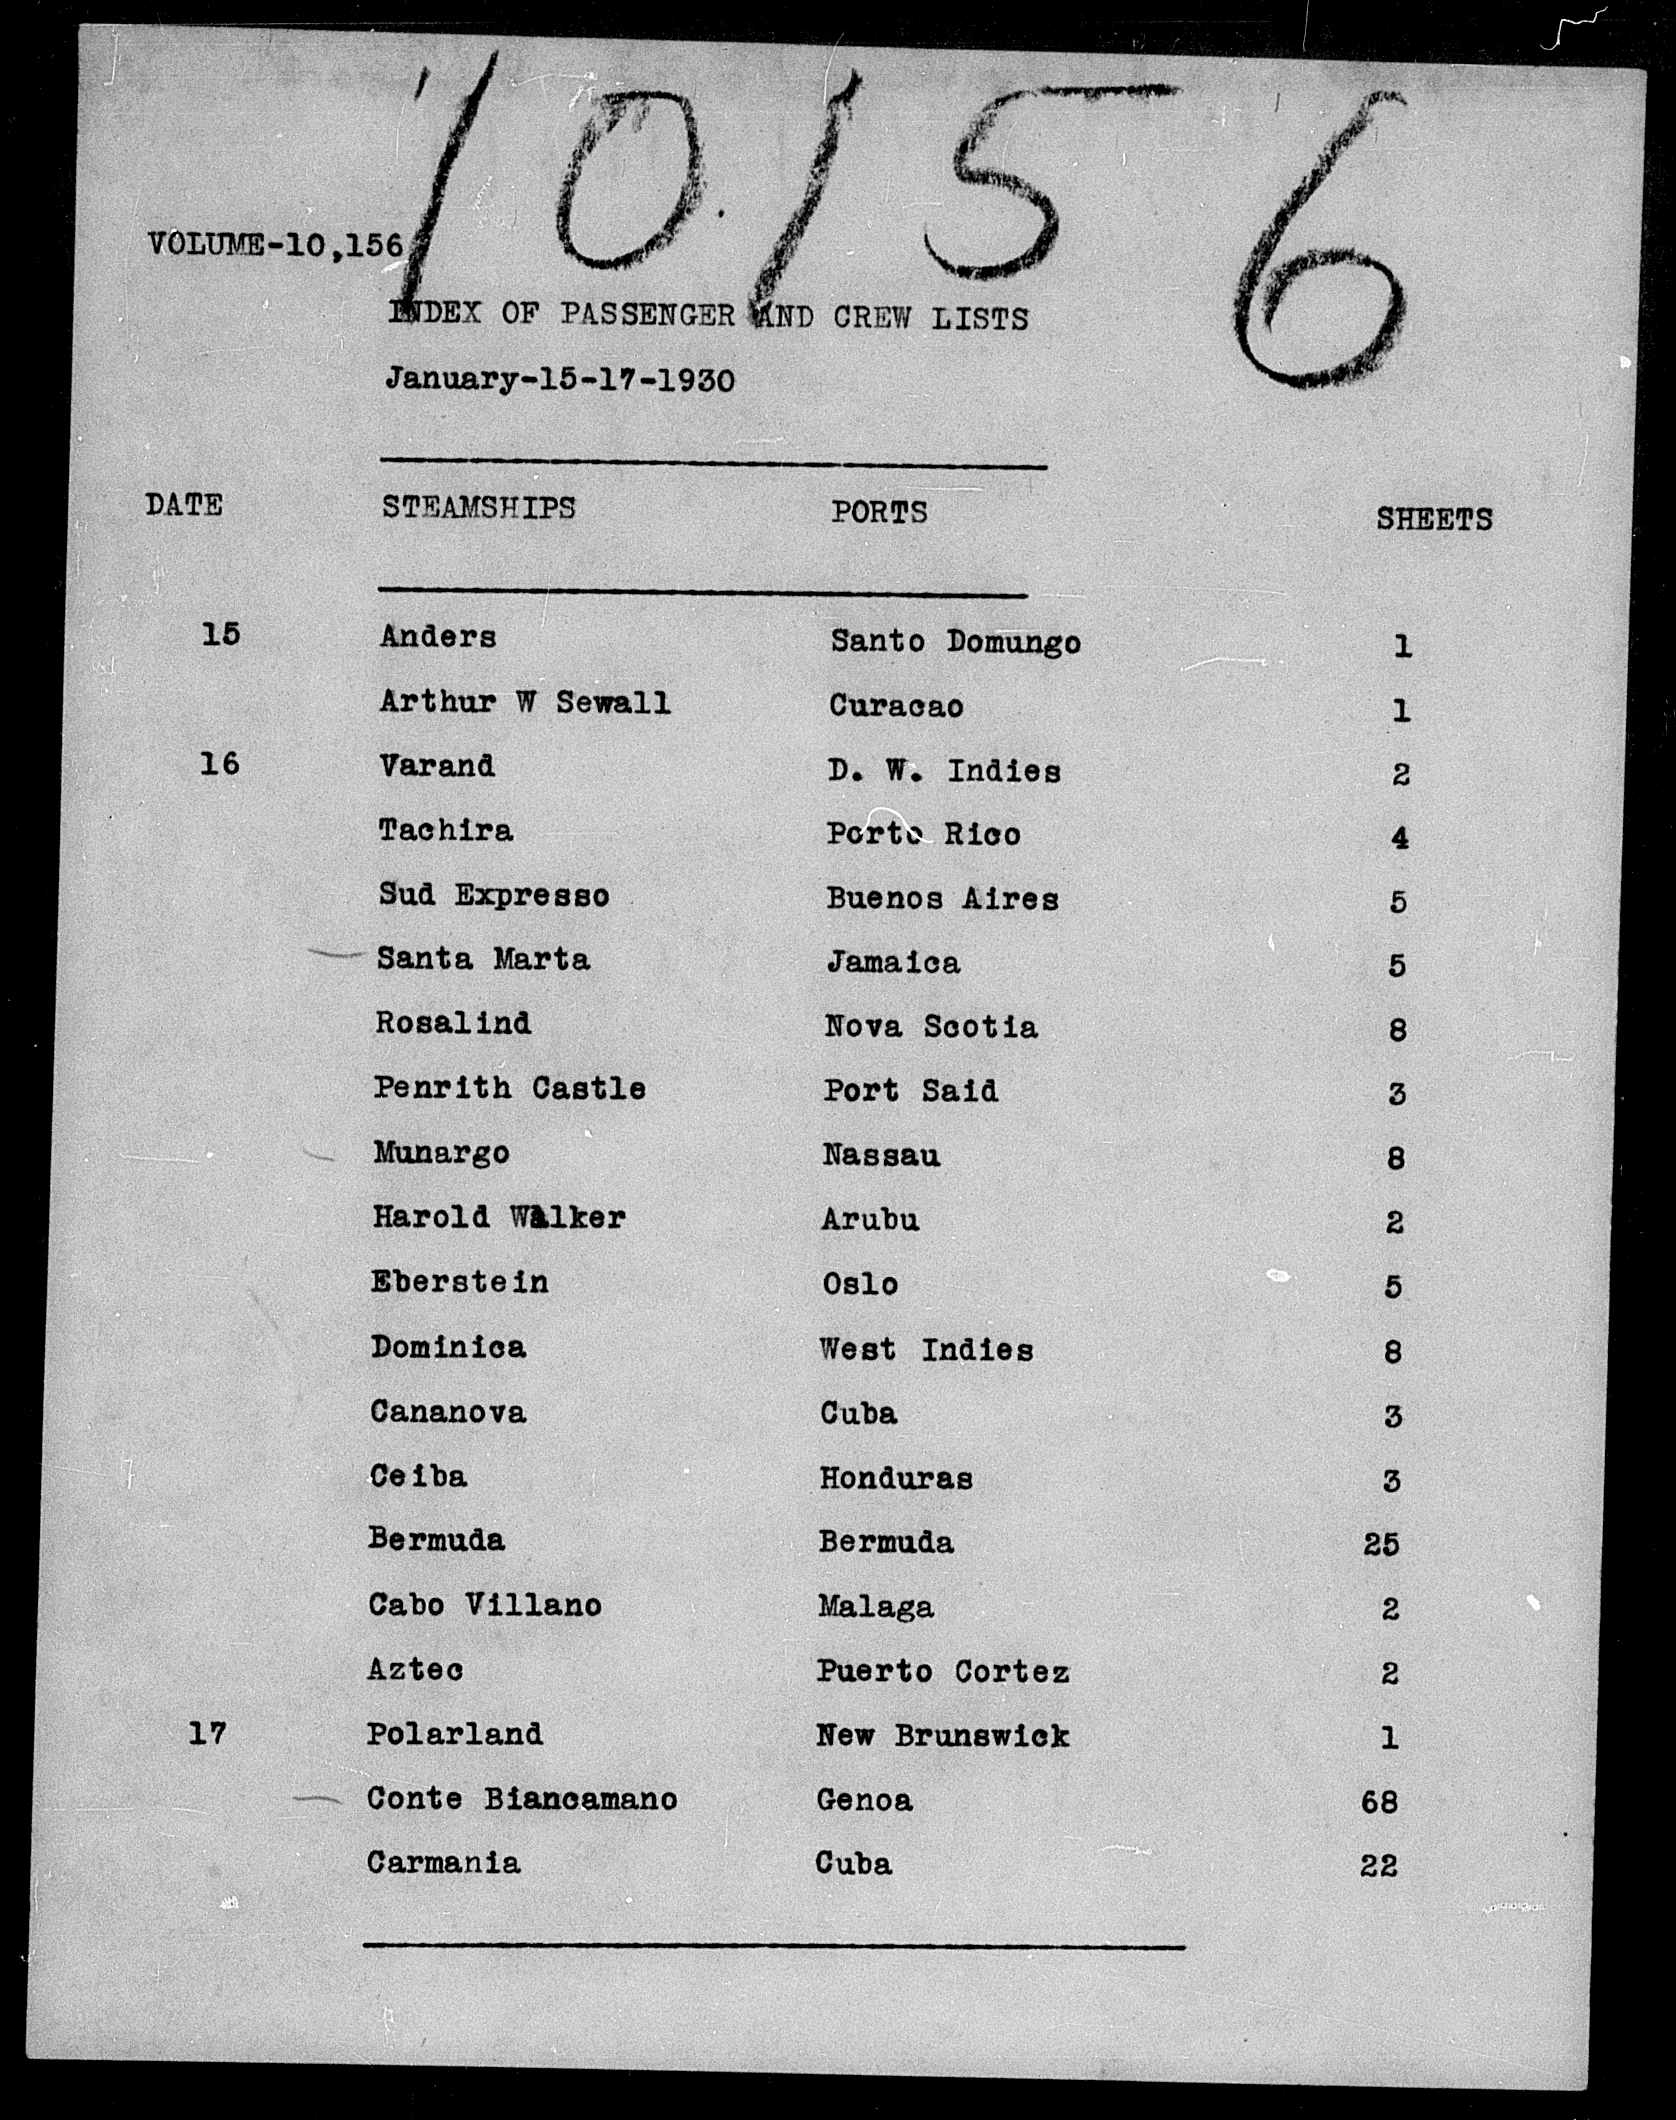 10156
VOLUME-10,156
INDEX OF PASSENGER AND CREW LISTS
January-15-17-1930
DATE STEAMSHIPS PORTS SHEETS
15 Anders Santo Domungo 1
Arthur W Sewall Curacao 1
16 Varand D. W. Indies 2
Tachira Porto Rico 4
Sud Expresso Buenos Aires 5
Santa Marta Jamaica 5
Rosalind Nova Scotia 8
Penrith Castle Port Said 3
Munargo Nassau 8
Harold Walker Arubu 2
Eberstein Oslo 5
Dominica West Indies 8
Cananova Cuba 3
Ceiba Honduras 3
Bermuda Bermuda 25
Cabo Villano Malaga 2
Aztec Puerto Cortez 2
17 Polarland New Brunswick 1
Conte Biancamano Genoa 68
Carmania Cuba 22